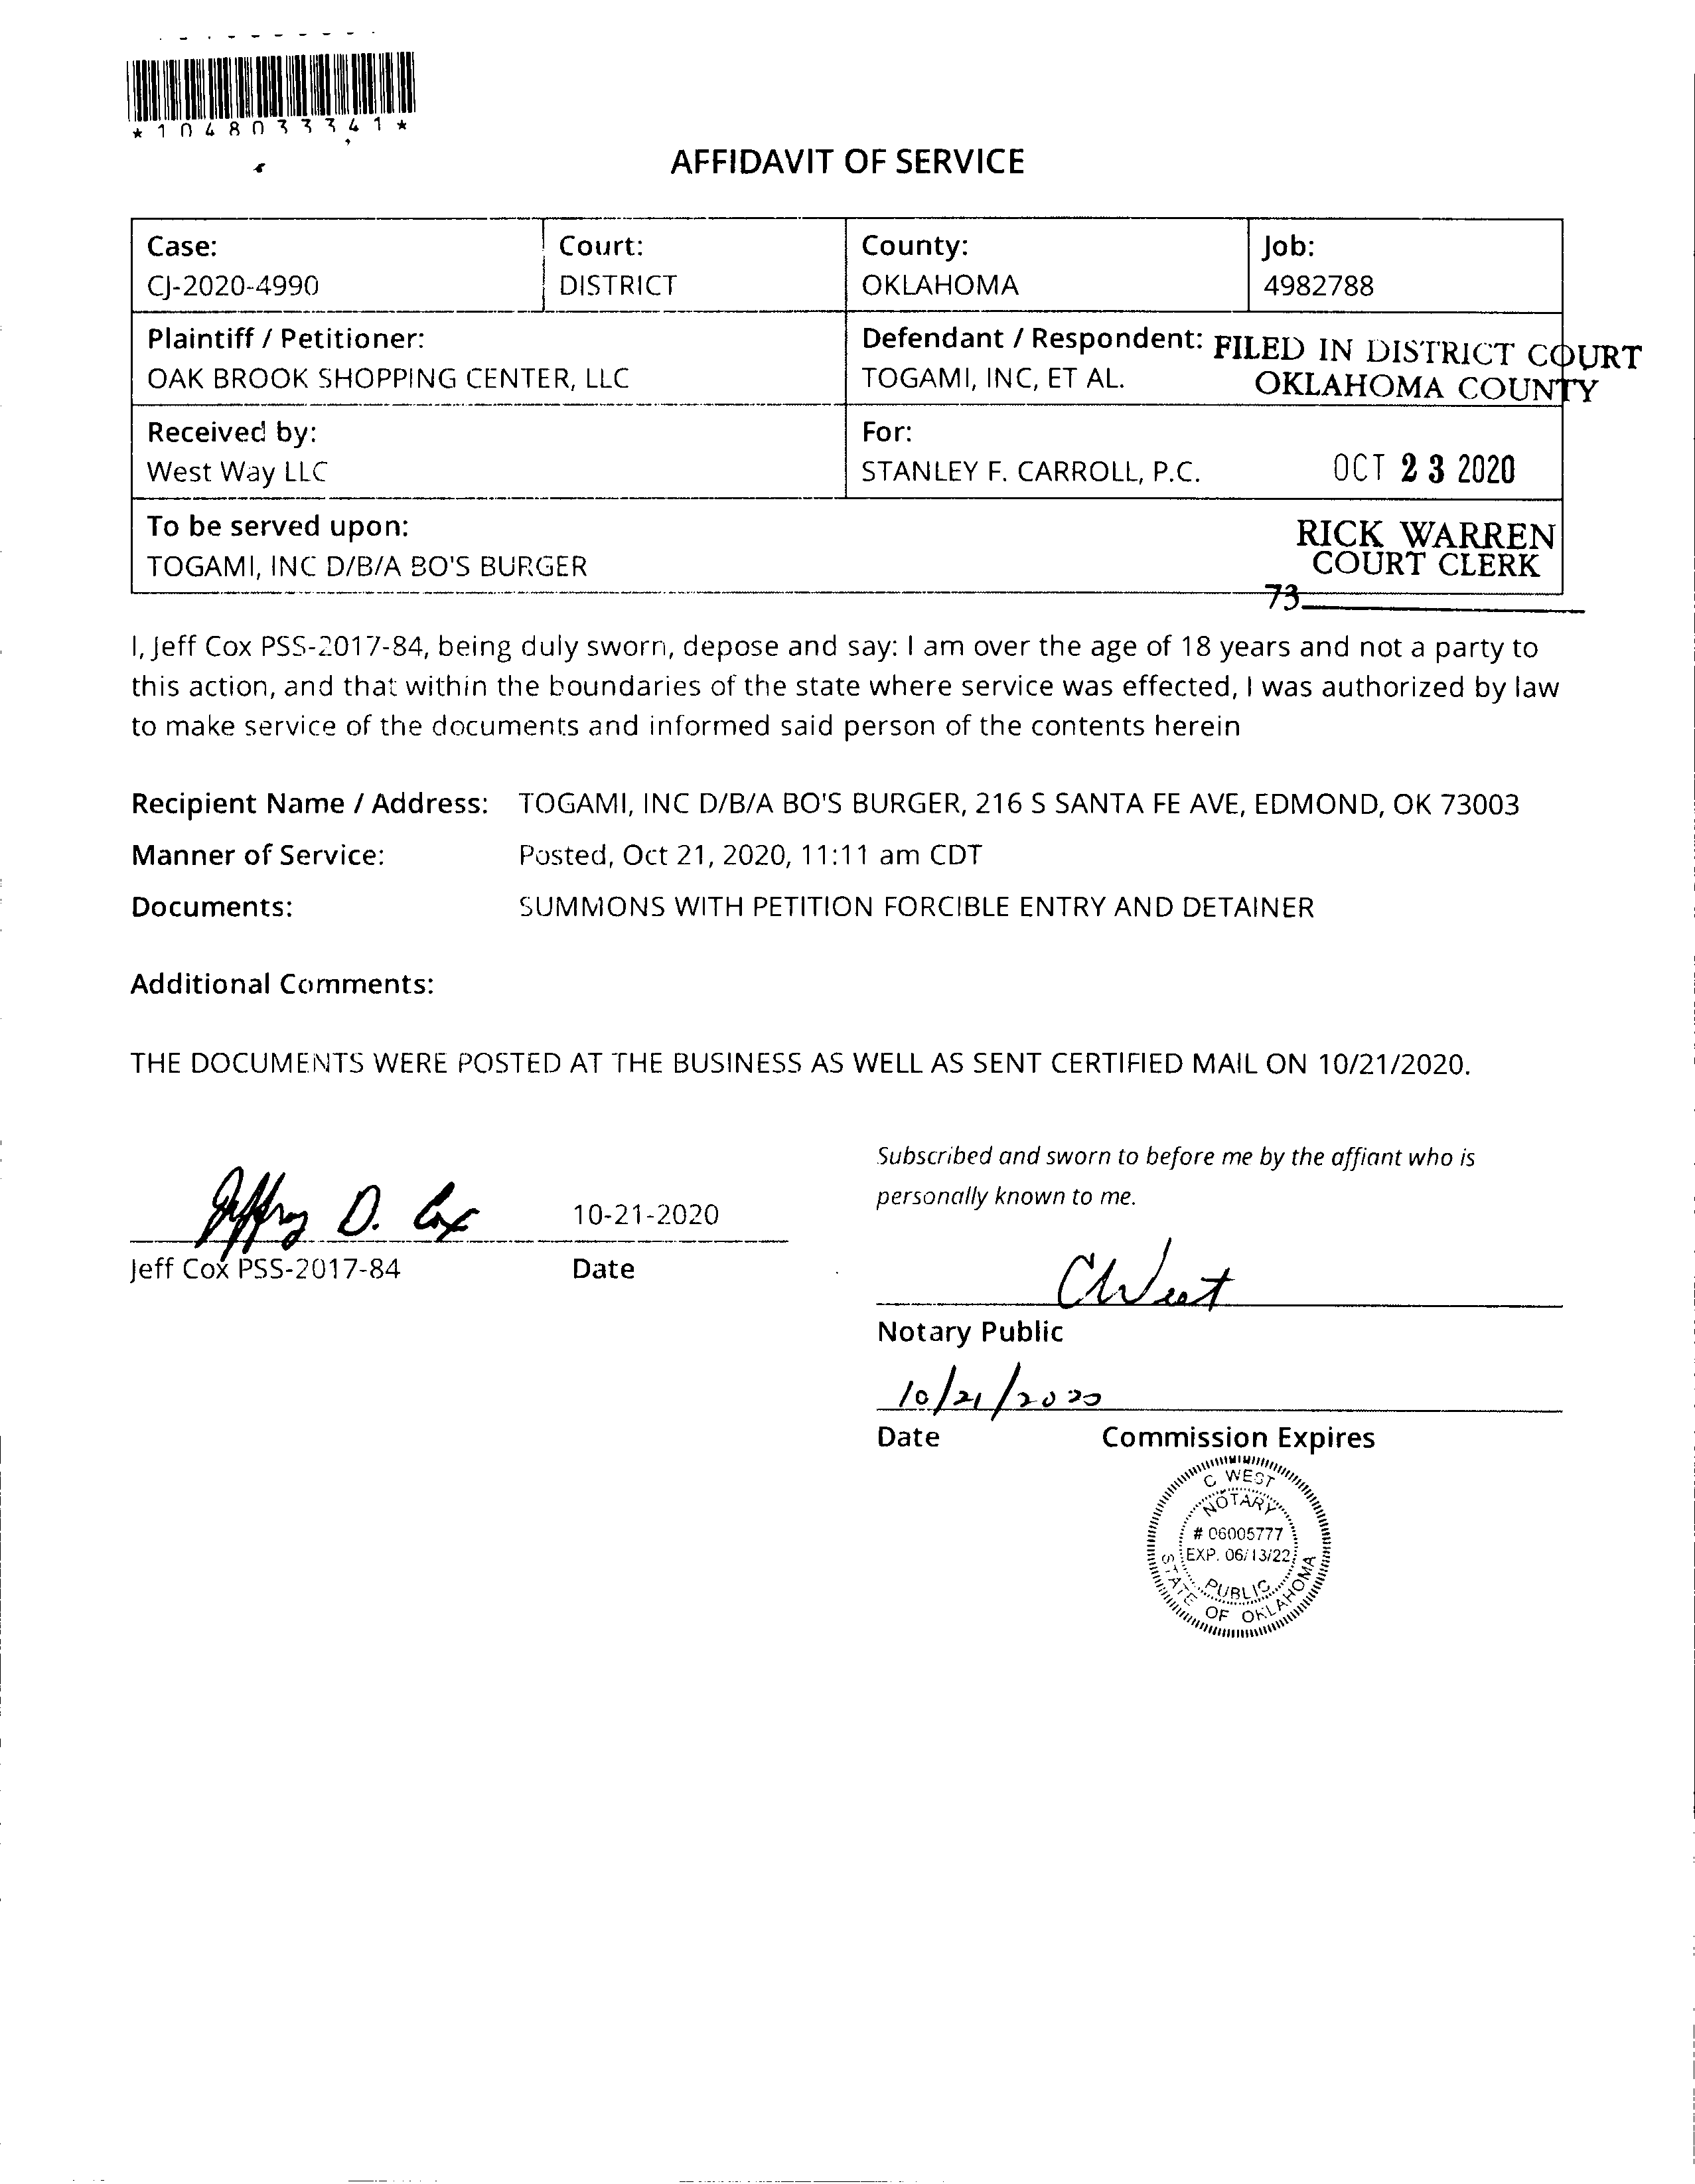 *1048033341*
AFFIDAVIT OF SERVICE
Case:
CJ-2020-4990
Court:
DISTRICT
County:
OKLAHOMA
Job:
4982788
Plaintiff / Petitioner:
OAK BROOK SHOPPING CENTER, LLC
Defendant / Respondent:
TOGAMI, INC, ET AL.
FILED IN DISTRICT COURT
OKLAHOMA COUNTY
Received by:
West Way LLC
For:
STANLEY F. CARROLL, P.C.
OCT 23 2020
To be served upon:
TOGAMI, INC D/B/A BO'S BURGER
RICK WARREN
COURT CLERK
73
I, Jeff Cox PSS-2017-84, being duly sworn, depose and say: I am over the age of 18 years and not a party to
this action, and that within the boundaries of the state where service was effected, I was authorized by law
to make service of the documents and informed said person of the contents herein
Recipient Name / Address: TOGAMI, INC D/B/A BO'S BURGER, 216 S SANTA FE AVE, EDMOND, OK 73003
Manner of Service: Posted, Oct 21, 2020, 11:11 am CDT
Documents: SUMMONS WITH PETITION FORCIBLE ENTRY AND DETAINER
Additional Comments:
THE DOCUMENTS WERE POSTED AT THE BUSINESS AS WELL AS SENT CERTIFIED MAIL ON 10/21/2020.
Jeffrey D. Cox 10-21-2020
Jeff Cox PSS-2017-84 Date
Subscribed and sworn to before me by the affiant who is
personally known to me.
CWest
Notary Public
10/21/2020
Date Commission Expires
C WEST
NOTARY
# 06005777
EXP. 06/13/22
PUBLIC
STATE OF OKLAHOMA